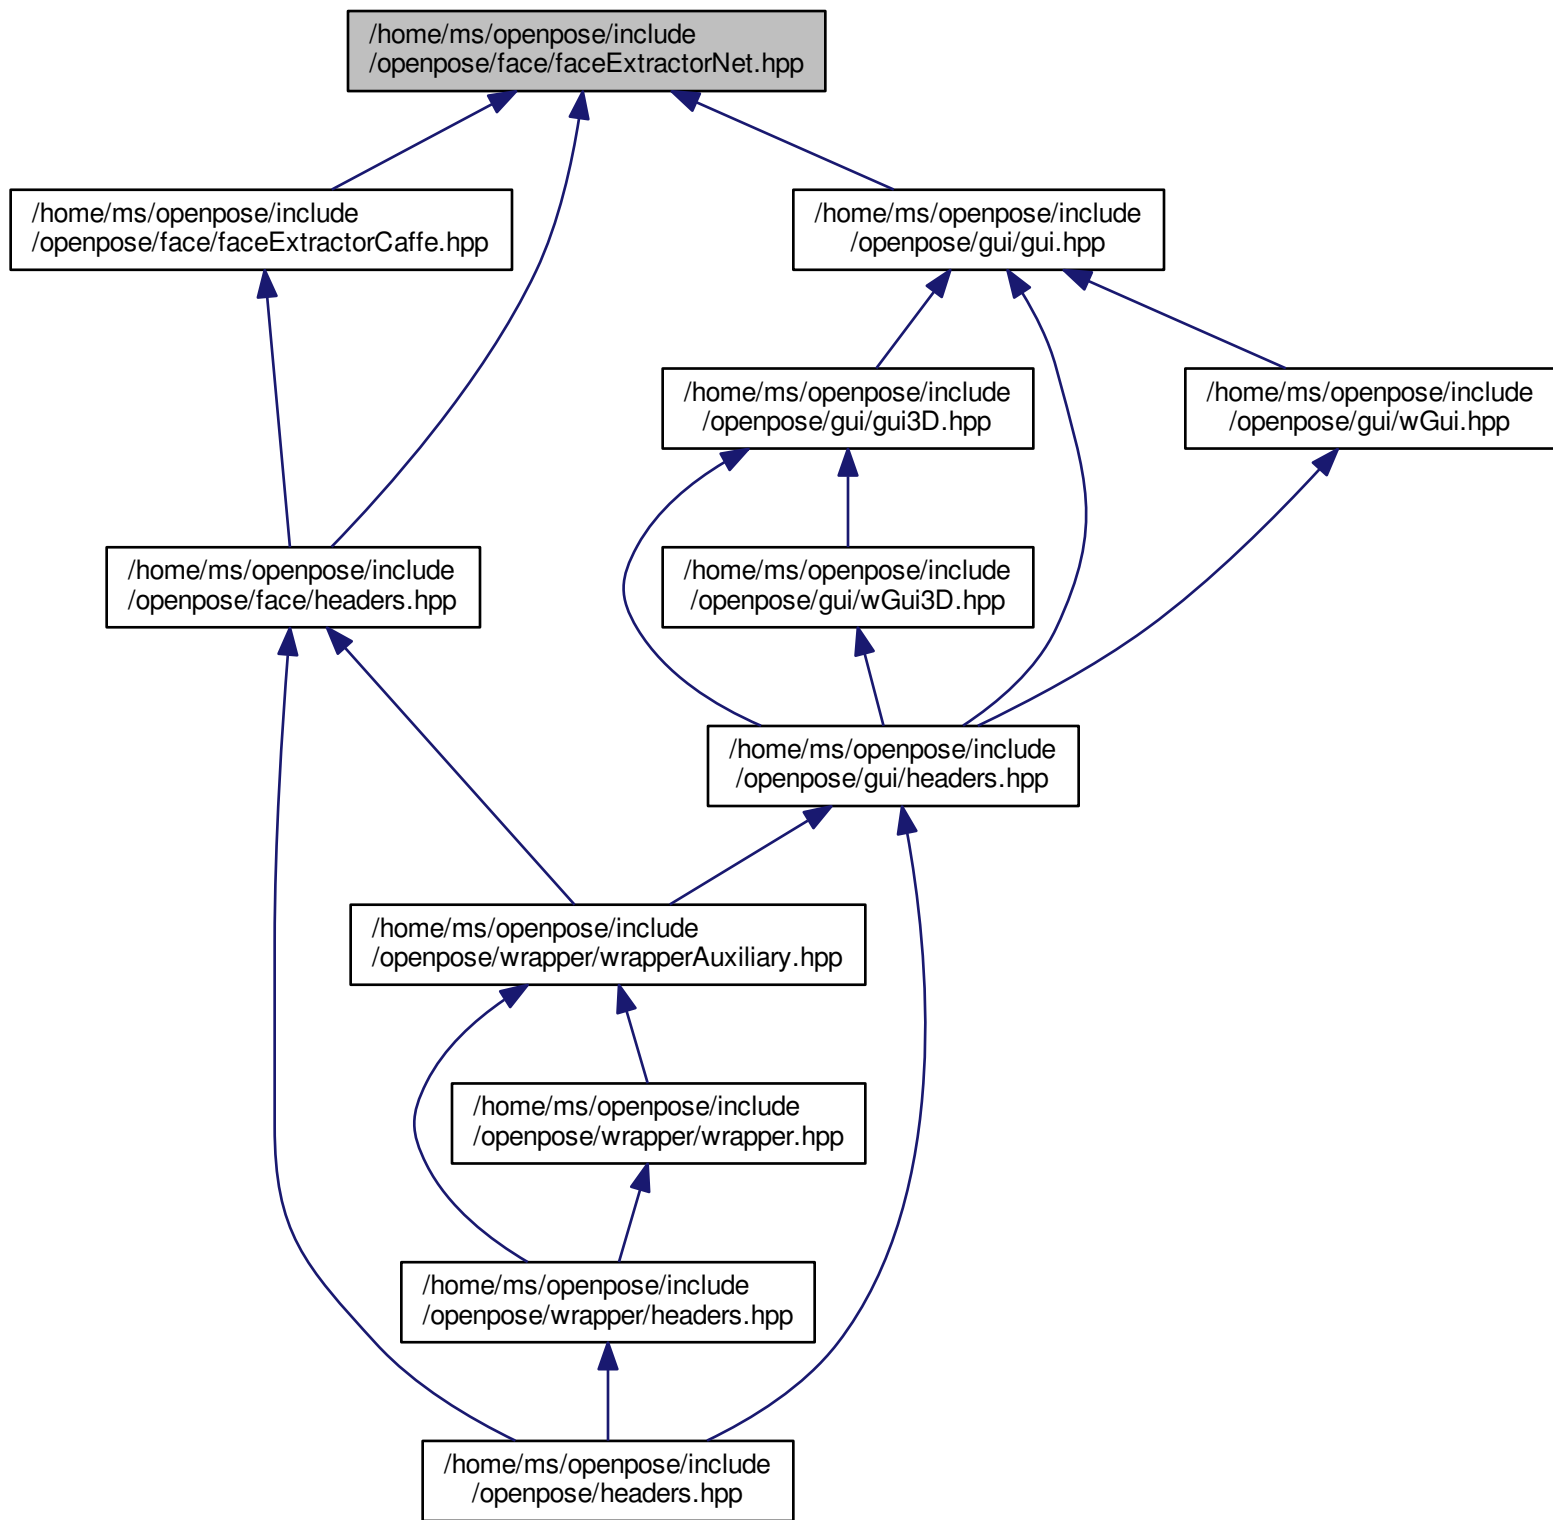 /home/ms/openpose/include
/openpose/face/faceExtractorNet.hpp
/home/ms/openpose/include
/openpose/face/faceExtractorCaffe.hpp
/home/ms/openpose/include
/openpose/gui/gui.hpp
/home/ms/openpose/include
/openpose/gui/gui3D.hpp
/home/ms/openpose/include
/openpose/gui/wGui.hpp
/home/ms/openpose/include
/openpose/face/headers.hpp
/home/ms/openpose/include
/openpose/gui/wGui3D.hpp
/home/ms/openpose/include
/openpose/gui/headers.hpp
/home/ms/openpose/include
/openpose/wrapper/wrapperAuxiliary.hpp
/home/ms/openpose/include
/openpose/wrapper/wrapper.hpp
/home/ms/openpose/include
/openpose/wrapper/headers.hpp
/home/ms/openpose/include
/openpose/headers.hpp